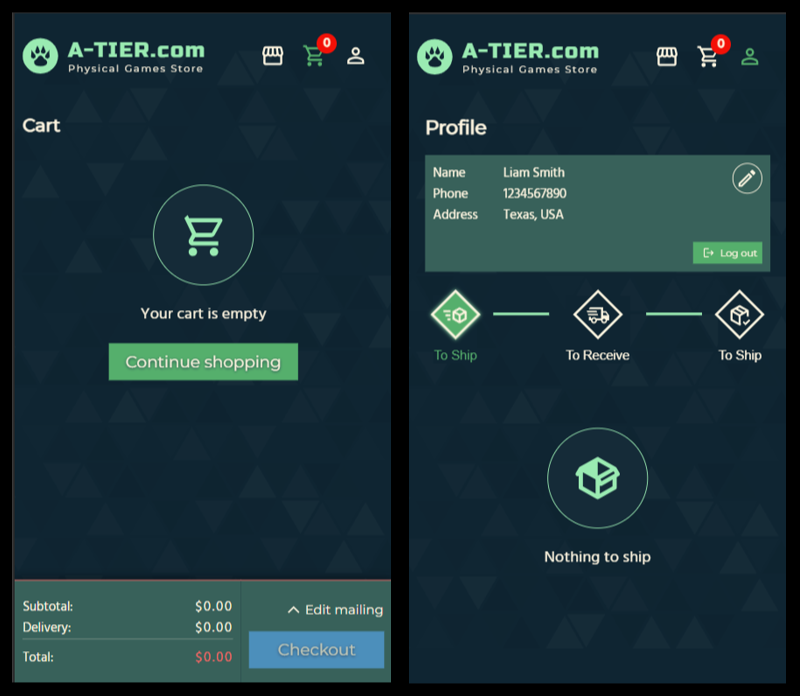 A-TIER.com
Physical Games Store
0
Cart
Your cart is empty
Continue shopping
Subtotal: $0.00
Delivery: $0.00
Total: $0.00
Edit mailing
Checkout
A-TIER.com
Physical Games Store
0
Profile
Name Liam Smith
Phone 1234567890
Address Texas, USA
Log out
To Ship To Receive To Ship
Nothing to ship